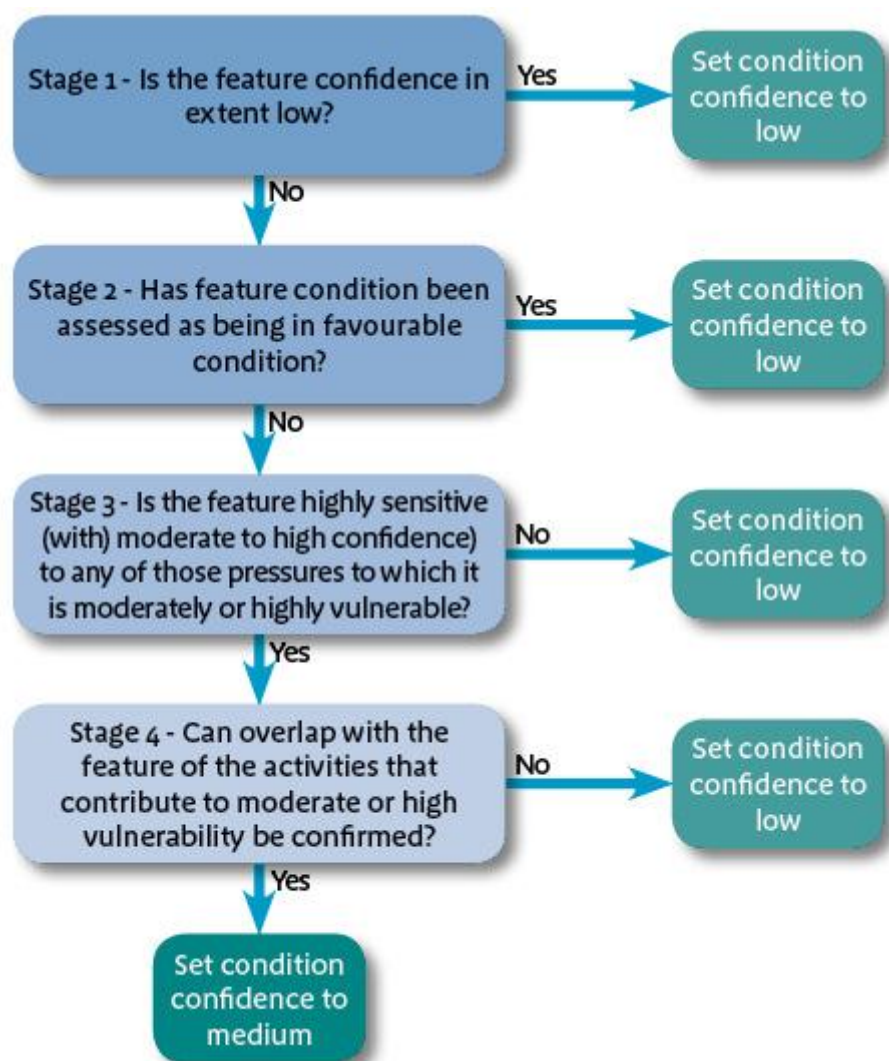 Stage 1 - Is the feature confidence in
extent low?
Yes
Set condition
confidence to
low
No
Stage 2 - Has feature condition been
assessed as being in favourable
condition?
Yes
Set condition
confidence to
low
No
Stage 3 - Is the feature highly sensitive
(with) moderate to high confidence)
to any of those pressures to which it
is moderately or highly vulnerable?
No
Set condition
confidence to
low
Yes
Stage 4 - Can overlap with the
feature of the activities that
contribute to moderate or high
vulnerability be confirmed?
No
Set condition
confidence to
low
Yes
Set condition
confidence to
medium